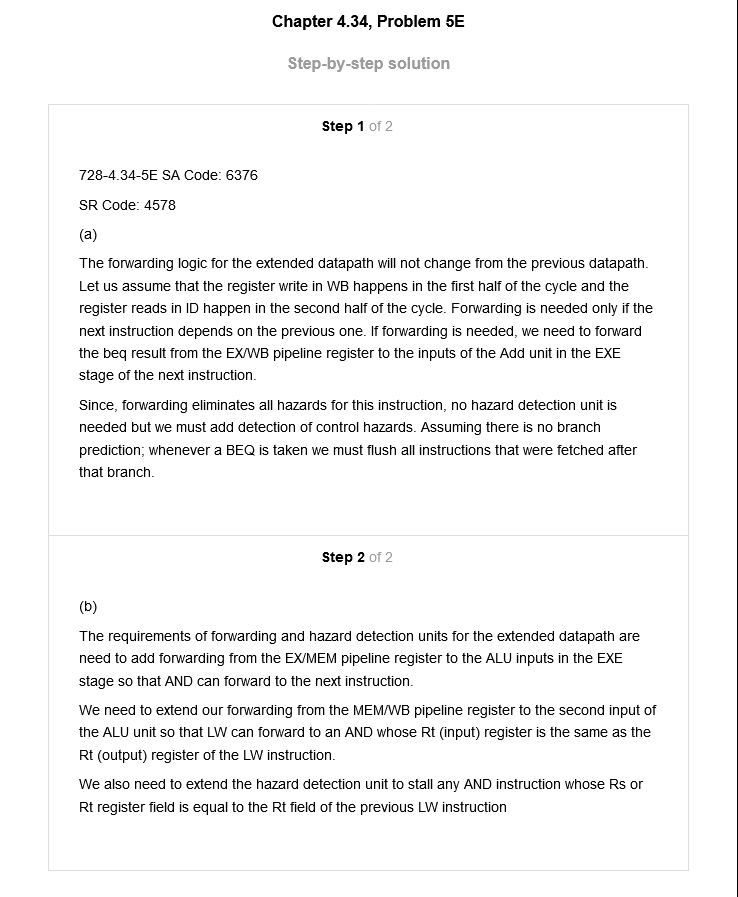 Chapter 4.34, Problem 5E
Step-by-step solution
Step 1 of 2
728-4.34-5E SA Code: 6376
SR Code: 4578
(a)
The forwarding logic for the extended datapath will not change from the previous datapath.
Let us assume that the register write in WB happens in the first half of the cycle and the
register reads in ID happen in the second half of the cycle. Forwarding is needed only if the
next instruction depends on the previous one. If forwarding is needed, we need to forward
the beq result from the EX/WB pipeline register to the inputs of the Add unit in the EXE
stage of the next instruction.
Since, forwarding eliminates all hazards for this instruction, no hazard detection unit is
needed but we must add detection of control hazards. Assuming there is no branch
prediction; whenever a BEQ is taken we must flush all instructions that were fetched after
that branch.
Step 2 of 2
(b)
The requirements of forwarding and hazard detection units for the extended datapath are
need to add forwarding from the EX/MEM pipeline register to the ALU inputs in the EXE
stage so that AND can forward to the next instruction.
We need to extend our forwarding from the MEM/WB pipeline register to the second input of
the ALU unit so that LW can forward to an AND whose Rt (input) register is the same as the
Rt (output) register of the LW instruction.
We also need to extend the hazard detection unit to stall any AND instruction whose Rs or
Rt register field is equal to the Rt field of the previous LW instruction